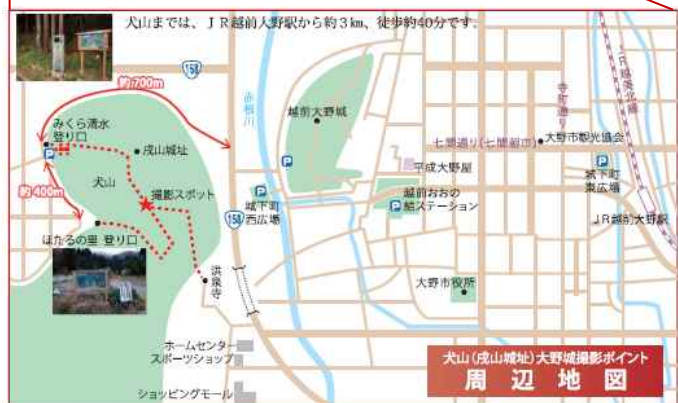 犬山までは、ＪＲ越前大野駅から約３㎞、徒歩約40分です。
158
約700m
赤根川
越前大野城
寺町通り
ＪＲ越美北線
みくら清水
登り口
P
戌山城址
P
七間通り(七間朝市)
大野市観光協会
平成大野屋
P
城下町
東広場
犬山
約400m
撮影スポット
P
城下町
西広場
越前おおの
結ステーション
P
158
ＪＲ越前大野駅
ほたるの里 登り口
洪泉寺
大野市役所
ホームセンター
スポーツショップ
ショッピングモール
犬山(戌山城址)大野城撮影ポイント
周辺地図